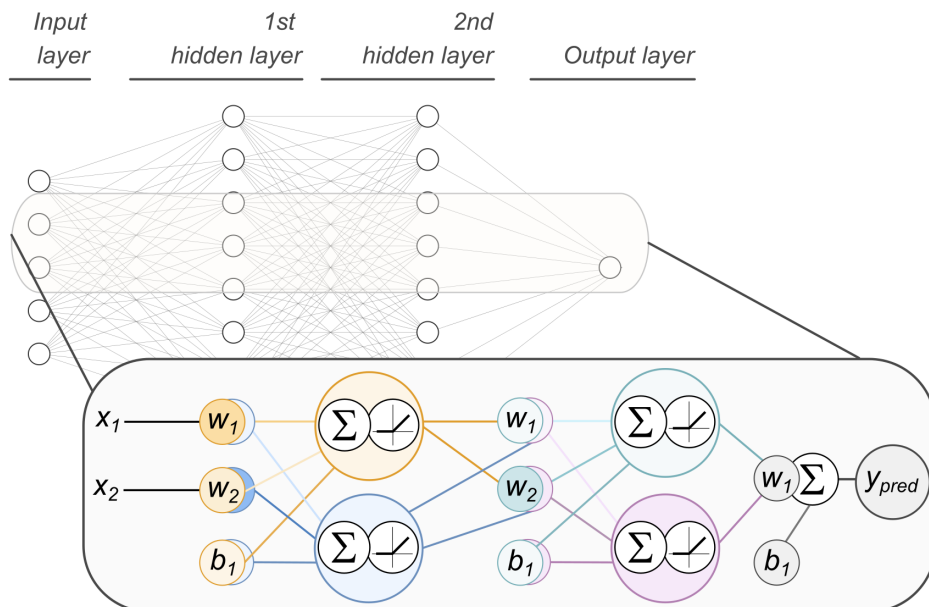 Input
layer
1st
hidden layer
2nd
hidden layer
Output layer
x1
w1
Σ
w1
Σ
x2
w2
w2
w1
Σ
ypred
b1
Σ
b1
Σ
b1